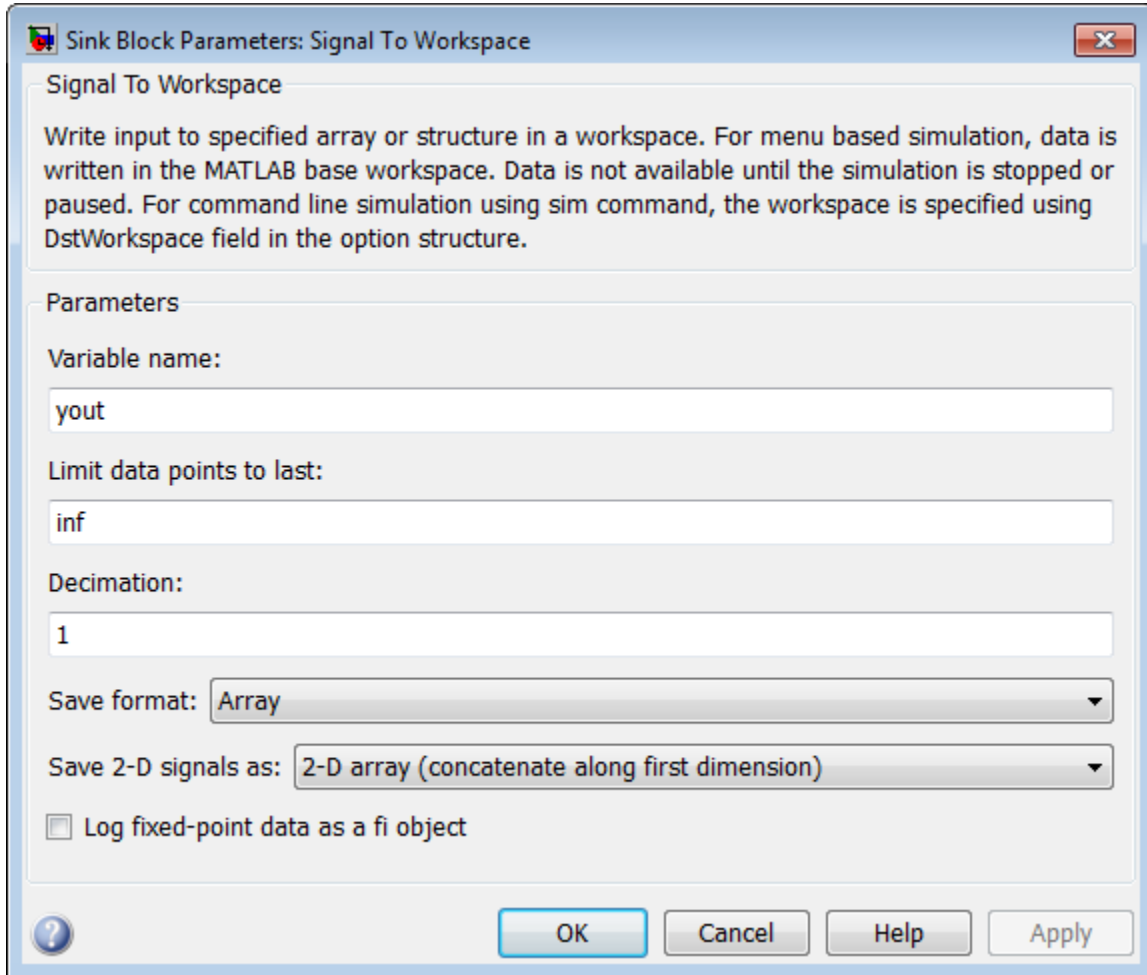 Sink Block Parameters: Signal To Workspace
Signal To Workspace
Write input to specified array or structure in a workspace. For menu based simulation, data is
written in the MATLAB base workspace. Data is not available until the simulation is stopped or
paused. For command line simulation using sim command, the workspace is specified using
DstWorkspace field in the option structure.
Parameters
Variable name:
yout
Limit data points to last:
inf
Decimation:
1
Save format: Array
Save 2-D signals as: 2-D array (concatenate along first dimension)
Log fixed-point data as a fi object
? OK Cancel Help Apply